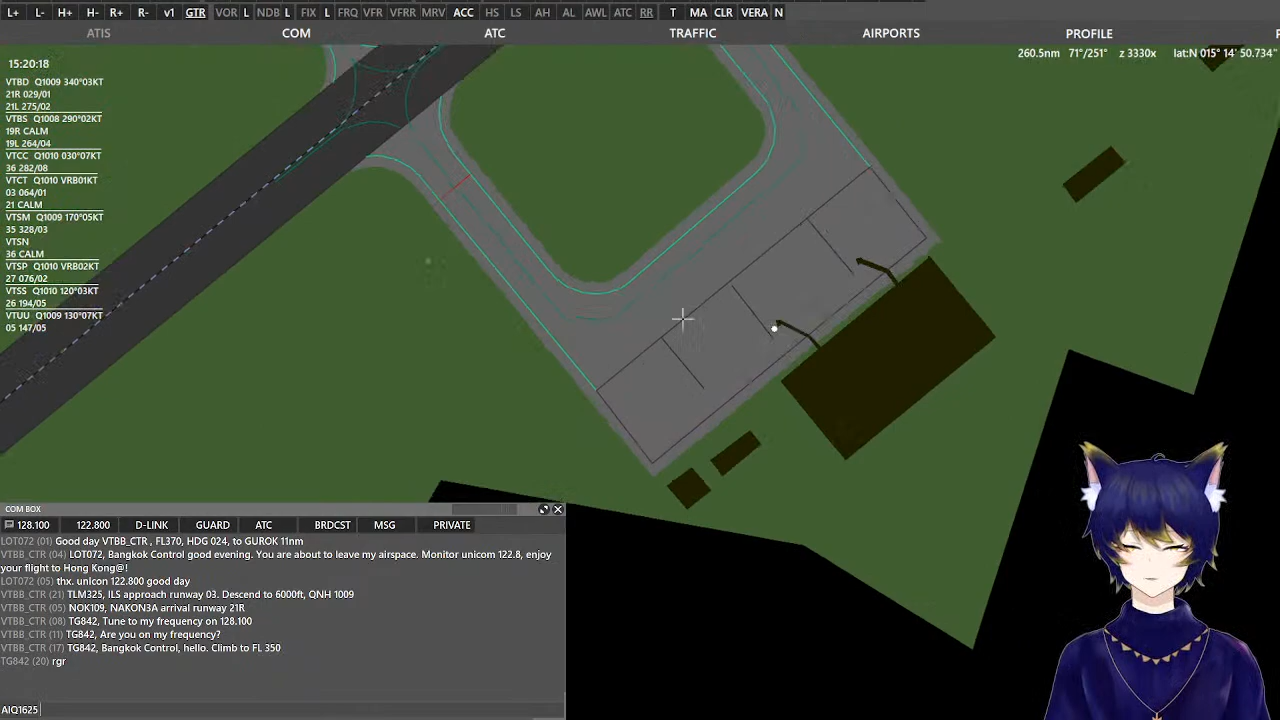 L+ L- H+ H- R+ R- v1 GTR VOR L NDB L FIX L FRQ VFR VFRR MRV ACC HS LS AH AL AWL ATC RR T MA CLR VERA N
ATIS COM ATC TRAFFIC AIRPORTS PROFILE
260.5nm 71°/251° z 3330x lat:N 015° 14' 50.734"
15:20:18
VTBD Q1009 340°03KT
21R 029/01
21L 275/02
VTBS Q1008 290°02KT
19R CALM
19L 264/04
VTCC Q1010 030°07KT
36 282/08
VTCT Q1010 VRB01KT
03 064/01
21 CALM
VTSM Q1009 170°05KT
35 328/03
VTSN
36 CALM
VTSP Q1010 VRB02KT
27 076/02
VTSS Q1010 120°03KT
26 194/05
VTUU Q1009 130°07KT
05 147/05
COM BOX
128.100 122.800 D-LINK GUARD ATC BRDCST MSG PRIVATE
LOT072 (01) Good day VTBB_CTR , FL370, HDG 024, to GUROK 11nm
VTBB_CTR (04) LOT072, Bangkok Control good evening. You are about to leave my airspace. Monitor unicom 122.8, enjoy
your flight to Hong Kong@!
LOT072 (05) thx. unIcon 122.800 good day
VTBB_CTR (21) TLM325, ILS approach runway 03. Descend to 6000ft, QNH 1009
VTBB_CTR (05) NOK109, NAKON3A arrival runway 21R
VTBB_CTR (08) TG842, Tune to my frequency on 128.100
VTBB_CTR (11) TG842, Are you on my frequency?
VTBB_CTR (17) TG842, Bangkok Control, hello. Climb to FL 350
TG842 (20) rgr
AIQ1625